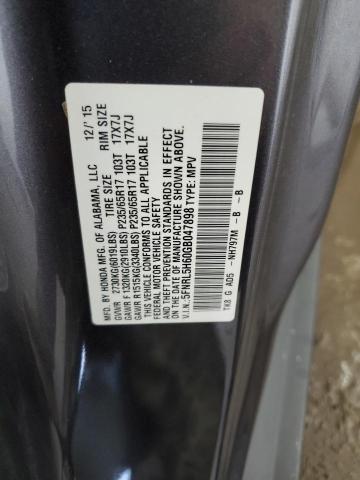 MFD. BY HONDA MFG. OF ALABAMA, LLC 12/'15
TIRE SIZE RIM SIZE
GVWR 2730KG(6019LBS)
GAWR F 1320KG(2910LBS) P235/65R17 103T 17X7J
GAWR R 1515KG(3340LBS) P235/65R17 103T 17X7J
THIS VEHICLE CONFORMS TO ALL APPLICABLE
FEDERAL MOTOR VEHICLE SAFETY, BUMPER,
AND THEFT PREVENTION STANDARDS IN EFFECT
ON THE DATE OF MANUFACTURE SHOWN ABOVE.
V.I.N.:5FNRL5H60GB047898 TYPE: MPV
TK8 G AD5 -NH797M -B -B